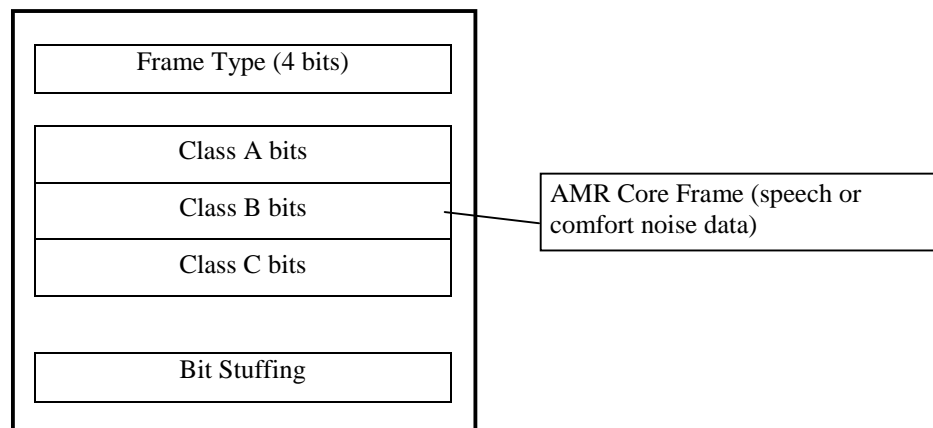 Frame Type (4 bits)
Class A bits
Class B bits
Class C bits
AMR Core Frame (speech or
comfort noise data)
Bit Stuffing